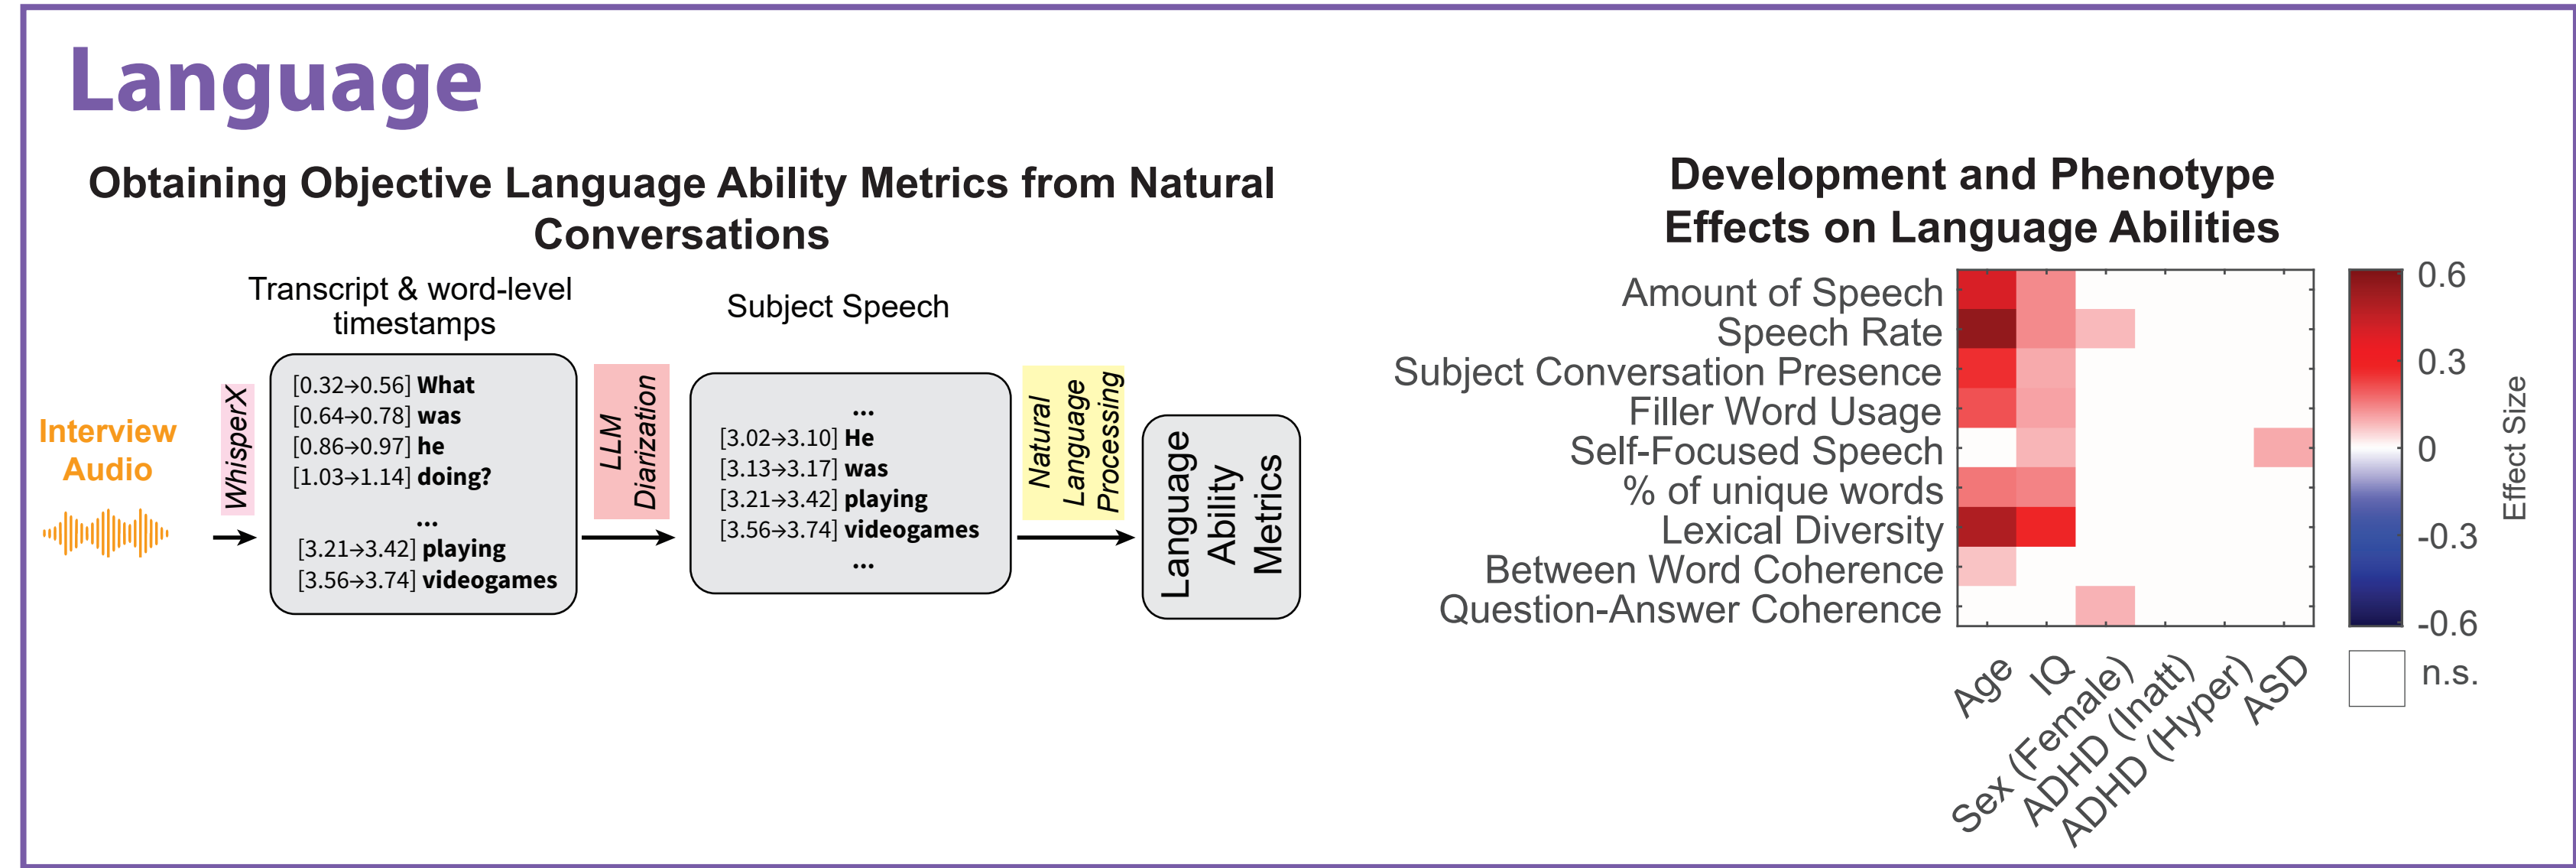 Language
Obtaining Objective Language Ability Metrics from Natural
Conversations
Interview
Audio
WhisperX
Transcript & word-level
timestamps
[0.32→0.56] What
[0.64→0.78] was
[0.86→0.97] he
[1.03→1.14] doing?
...
[3.21→3.42] playing
[3.56→3.74] videogames
LLM
Diarization
Subject Speech
...
[3.02→3.10] He
[3.13→3.17] was
[3.21→3.42] playing
[3.56→3.74] videogames
...
Natural
Language
Processing
Language
Ability
Metrics
Development and Phenotype
Effects on Language Abilities
Amount of Speech
Speech Rate
Subject Conversation Presence
Filler Word Usage
Self-Focused Speech
% of unique words
Lexical Diversity
Between Word Coherence
Question-Answer Coherence
Age
IQ
Sex (Female)
ADHD (Inatt)
ADHD (Hyper)
ASD
0.6
0.3
0
-0.3
-0.6
Effect Size
n.s.